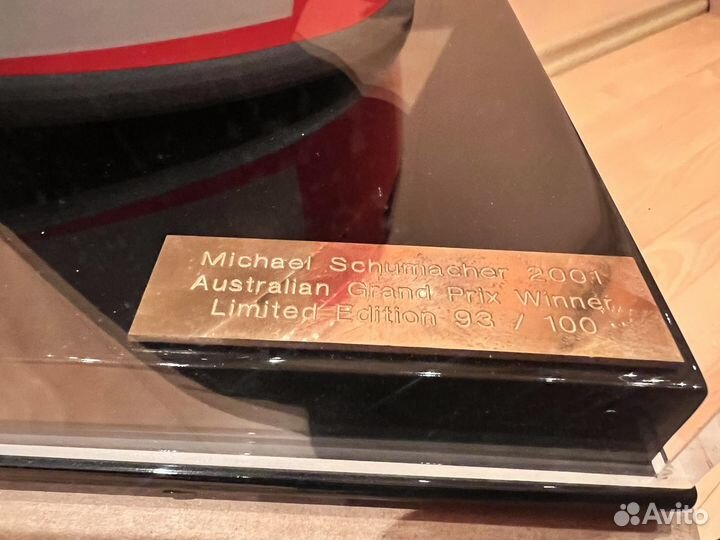 Michael Schumacher 2001
Australian Grand Prix Winner
Limited Edition 93 / 100
Avito